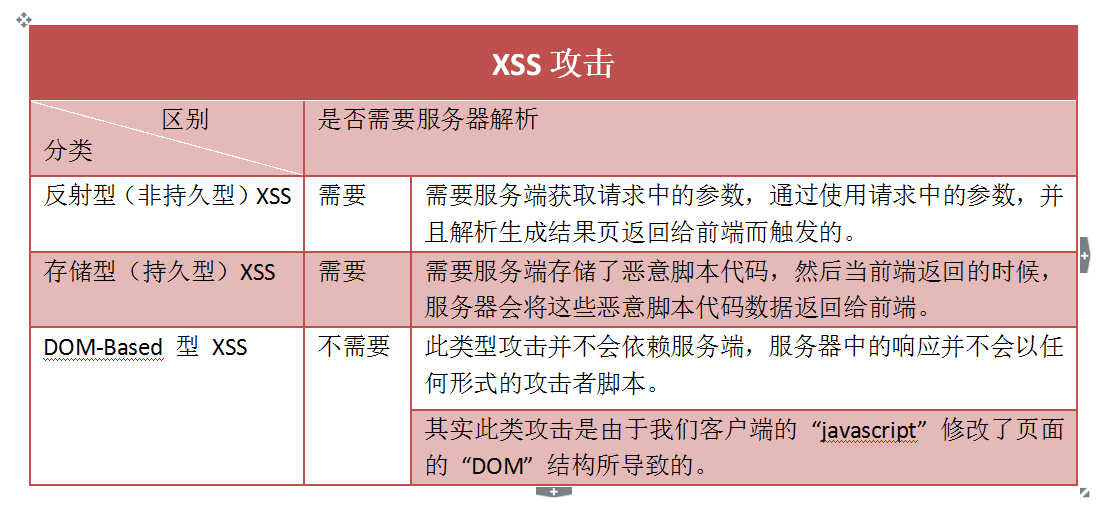 XSS 攻击
区别
分类
是否需要服务器解析
反射型（非持久型）XSS
需要
需要服务端获取请求中的参数，通过使用请求中的参数，并
且解析生成结果页返回给前端而触发的。
存储型（持久型）XSS
需要
需要服务端存储了恶意脚本代码，然后当前端返回的时候，
服务器会将这些恶意脚本代码数据返回给前端。
DOM-Based 型 XSS
不需要
此类型攻击并不会依赖服务端，服务器中的响应并不会以任
何形式的攻击者脚本。
其实此类攻击是由于我们客户端的“javascript”修改了页面
的“DOM”结构所导致的。